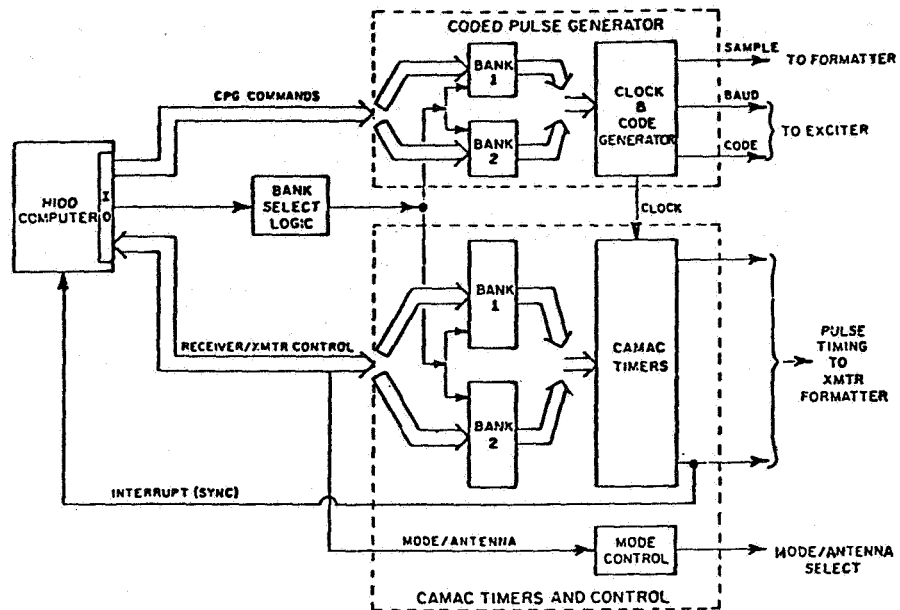 CODED PULSE GENERATOR
BANK
1
BANK
2
CLOCK
&
CODE
GENERATOR
SAMPLE
TO FORMATTER
BAUD
TO EXCITER
CODE
CPG COMMANDS
H100
COMPUTER
I
O
BANK
SELECT
LOGIC
CLOCK
BANK
1
BANK
2
CAMAC
TIMERS
RECEIVER/XMTR CONTROL
PULSE
TIMING
TO
XMTR
FORMATTER
INTERRUPT (SYNC)
MODE/ANTENNA
MODE
CONTROL
MODE/ANTENNA
SELECT
CAMAC TIMERS AND CONTROL